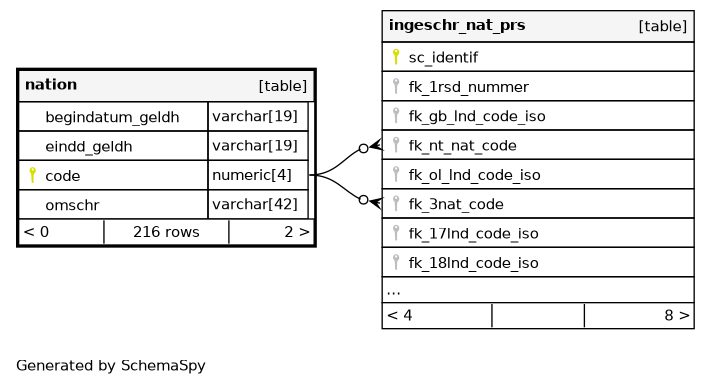 nation [table]
begindatum_geldh varchar[19]
eindd_geldh varchar[19]
code numeric[4]
omschr varchar[42]
< 0 216 rows 2 >
ingeschr_nat_prs [table]
sc_identif
fk_1rsd_nummer
fk_gb_lnd_code_iso
fk_nt_nat_code
fk_ol_lnd_code_iso
fk_3nat_code
fk_17lnd_code_iso
fk_18lnd_code_iso
...
< 4 8 >
Generated by SchemaSpy